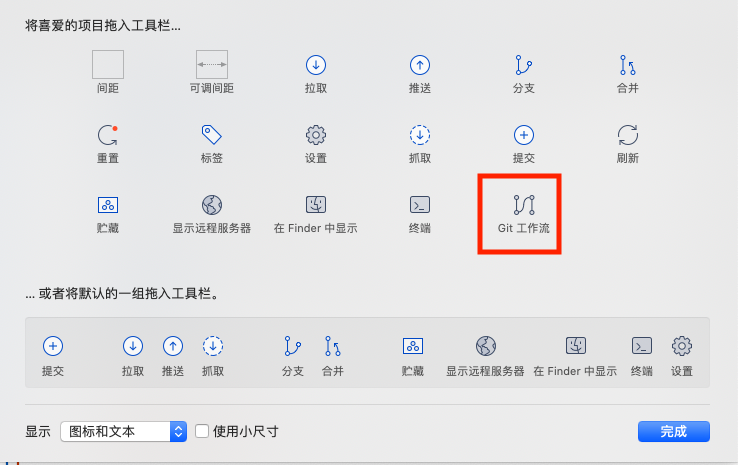 将喜爱的项目拖入工具栏...
间距 可调间距 拉取 推送 分支 合并
重置 标签 设置 抓取 提交 刷新
贮藏 显示远程服务器 在 Finder 中显示 终端 Git 工作流
... 或者将默认的一组拖入工具栏。
提交 拉取 推送 抓取 分支 合并 贮藏 显示远程服务器 在 Finder 中显示 终端 设置
显示 图标和文本 使用小尺寸 完成